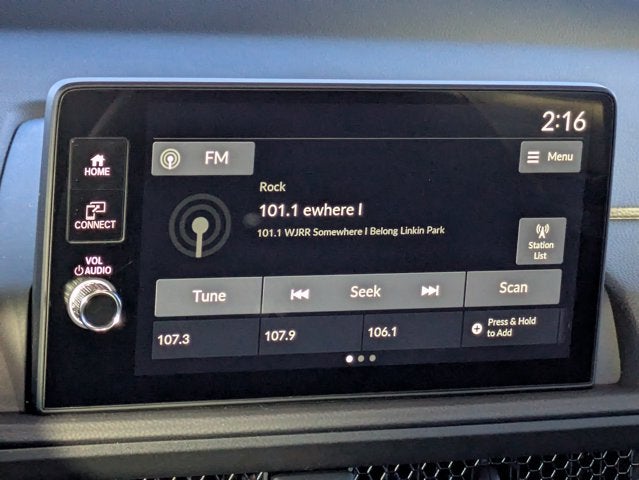 2:16
HOME
FM
Menu
Rock
101.1 ewhere I
CONNECT
101.1 WJRR Somewhere I Belong Linkin Park
Station
List
VOL
AUDIO
Tune
Seek
Scan
107.3
107.9
106.1
Press & Hold
to Add